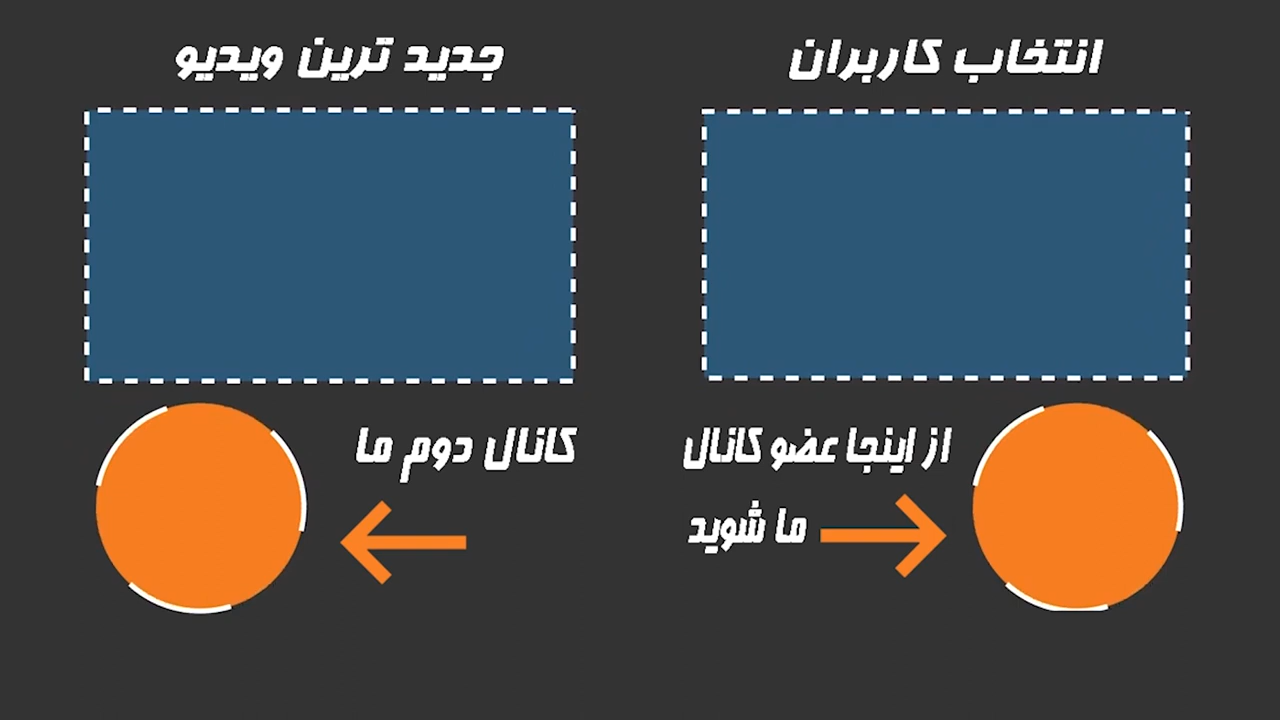 انتخاب کاربران
جدید ترین ویدیو
از اینجا عضو کانال
ما شوید
کانال دوم ما